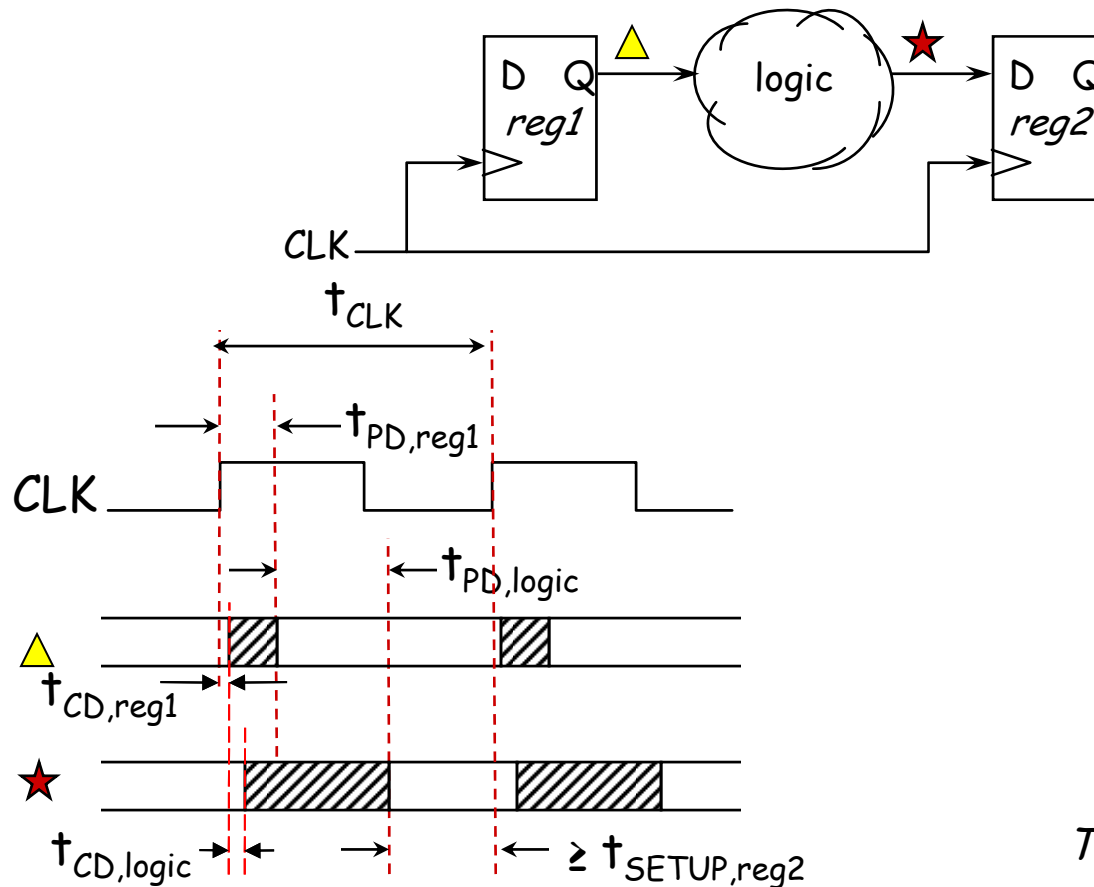 D Q
reg1
logic
D Q
reg2
CLK
tCLK
tPD,reg1
CLK
tPD,logic
tCD,reg1
tCD,logic
≥ tSETUP,reg2
T